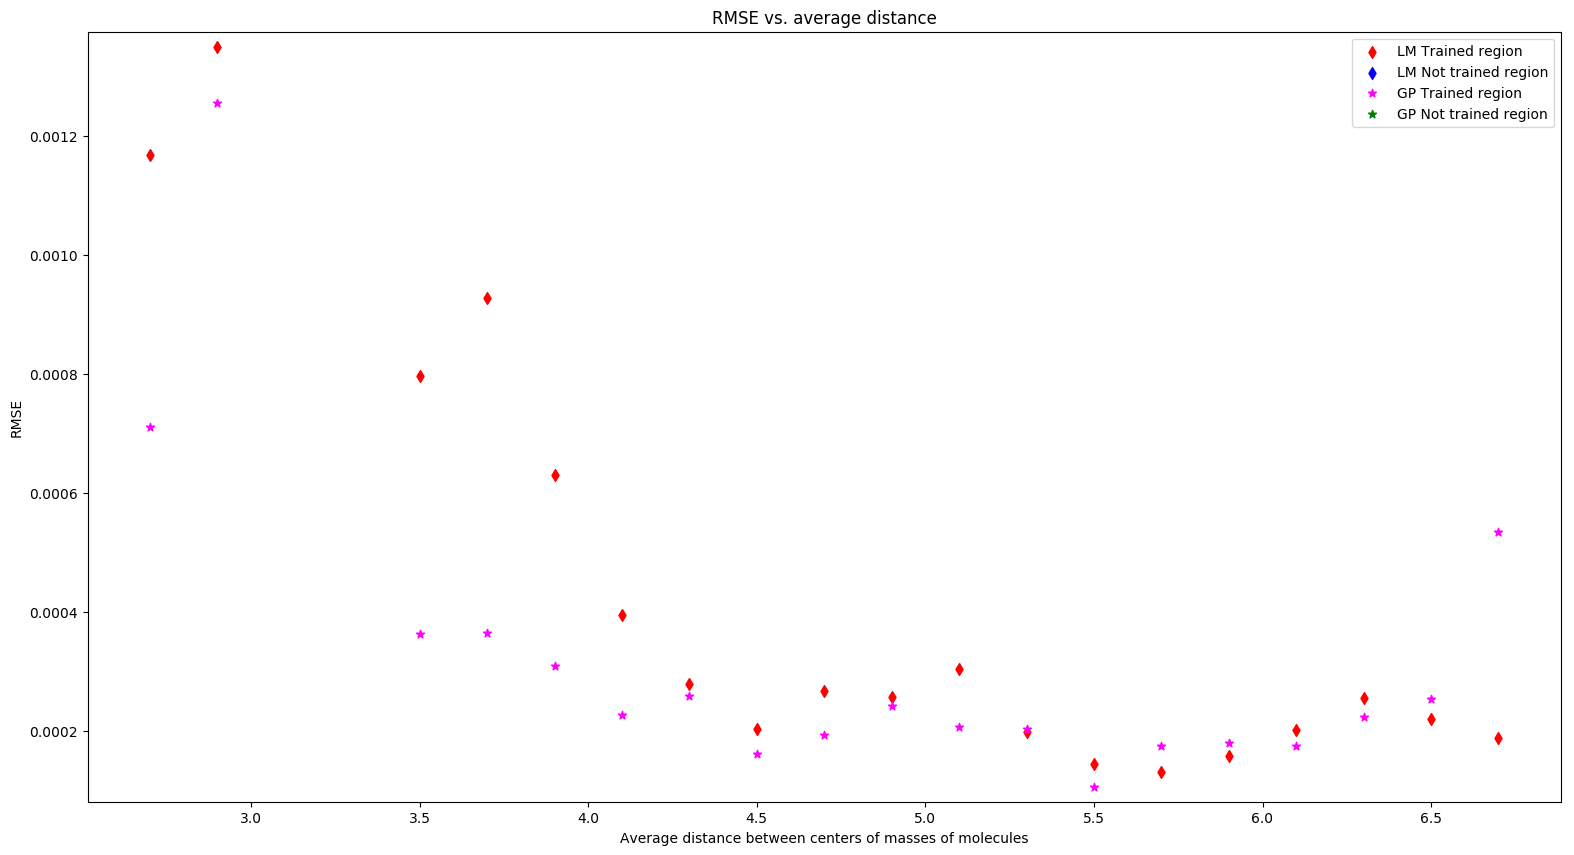 RMSE vs. average distance
LM Trained region
LM Not trained region
GP Trained region
GP Not trained region
RMSE
0.0012
0.0010
0.0008
0.0006
0.0004
0.0002
3.0 3.5 4.0 4.5 5.0 5.5 6.0 6.5
Average distance between centers of masses of molecules